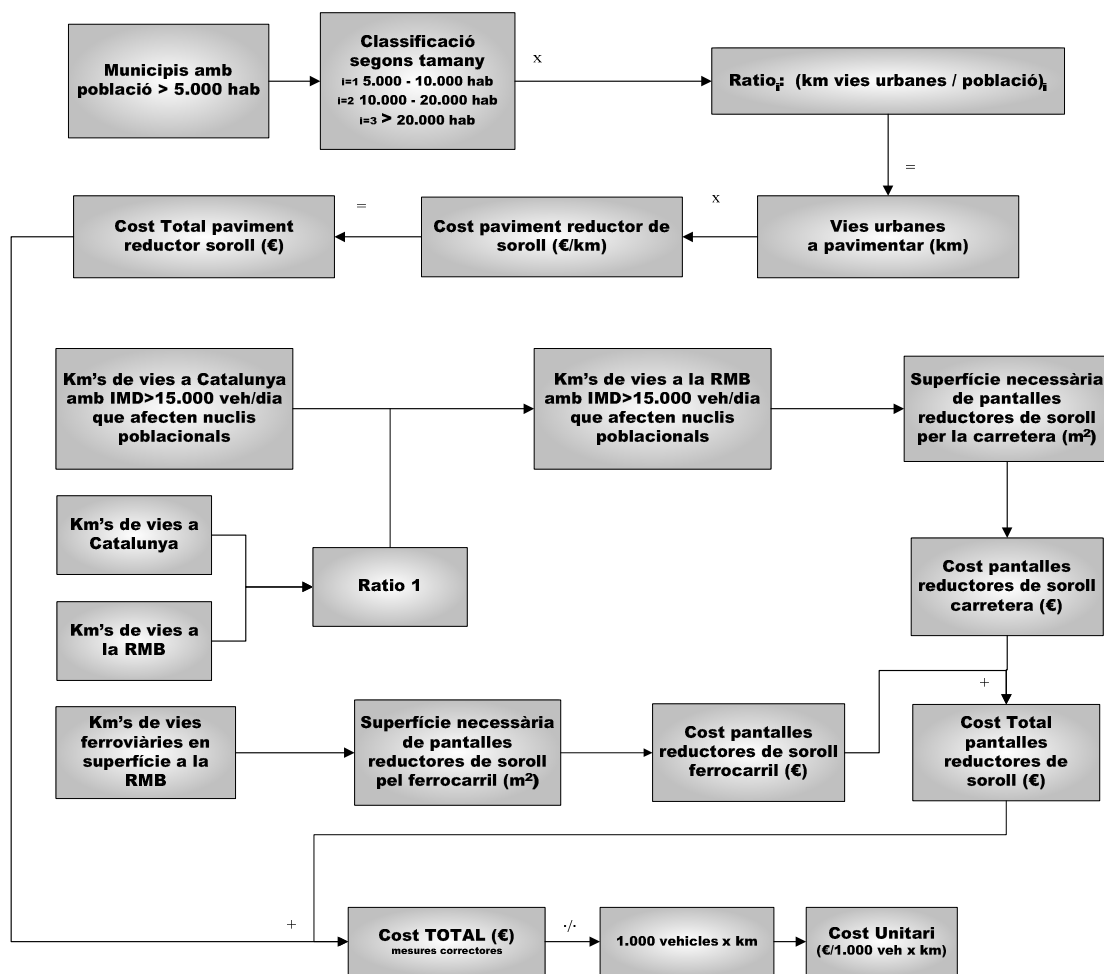 Municipis amb
població > 5.000 hab
Classificació
segons tamany
i=1 5.000 - 10.000 hab
i=2 10.000 - 20.000 hab
i=3 > 20.000 hab
x
Ratioᵢ: (km vies urbanes / població)ᵢ
=
Cost Total paviment
reductor soroll (€)
=
Cost paviment reductor de
soroll (€/km)
x
Vies urbanes
a pavimentar (km)
Km's de vies a Catalunya
amb IMD>15.000 veh/dia
que afecten nuclis
poblacionals
Km's de vies a la RMB
amb IMD>15.000 veh/dia
que afecten nuclis
poblacionals
Superfície necessària
de pantalles
reductores de soroll
per la carretera (m²)
Km's de vies a
Catalunya
Ratio 1
Km's de vies a
la RMB
Cost pantalles
reductores de soroll
carretera (€)
+
Km's de vies
ferroviàries en
superfície a la
RMB
Superfície necessària
de pantalles
reductores de soroll
pel ferrocarril (m²)
Cost pantalles
reductores de soroll
ferrocarril (€)
Cost Total
pantalles
reductores de
soroll (€)
+
Cost TOTAL (€)
mesures correctores
·/·
1.000 vehicles x km
Cost Unitari
(€/1.000 veh x km)